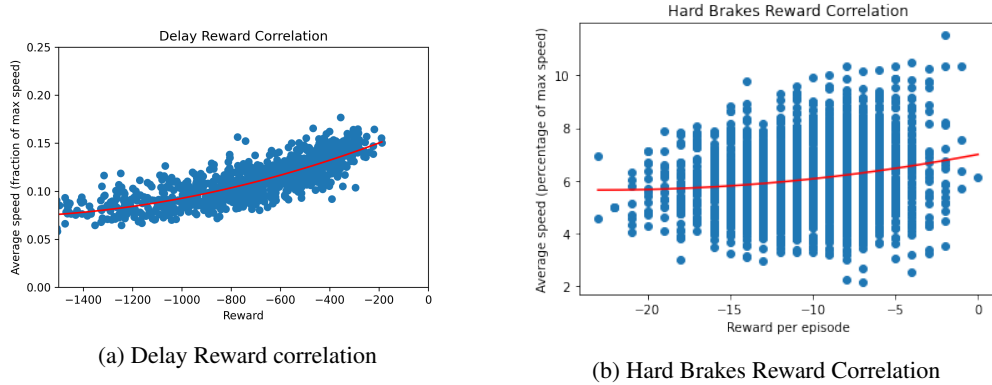 Delay Reward Correlation
0.25
0.20
0.15
0.10
0.05
0.00
Average speed (fraction of max speed)
−1400 −1200 −1000 −800 −600 −400 −200 0
Reward
(a) Delay Reward correlation
Hard Brakes Reward Correlation
10
8
6
4
2
Average speed (percentage of max speed)
−20 −15 −10 −5 0
Reward per episode
(b) Hard Brakes Reward Correlation